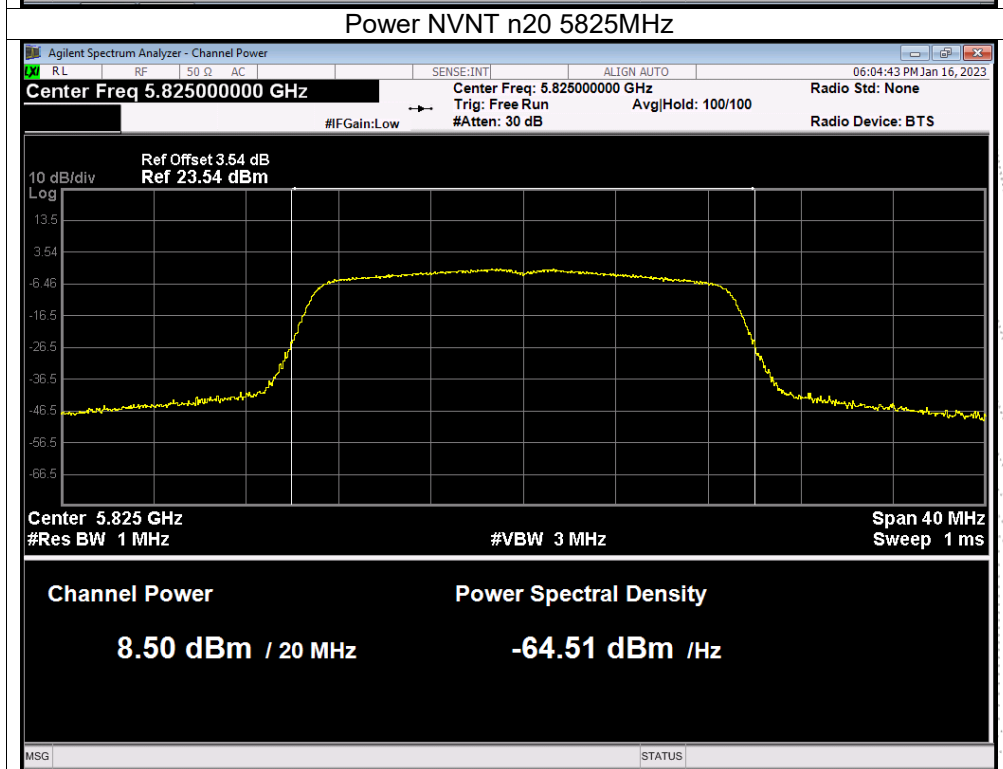 Power NVNT n20 5825MHz
Agilent Spectrum Analyzer - Channel Power
LXI RL RF 50 Ω AC SENSE:INT ALIGN AUTO 06:04:43 PM Jan 16, 2023
Center Freq 5.825000000 GHz Center Freq: 5.825000000 GHz Radio Std: None
Trig: Free Run Avg|Hold: 100/100
#IFGain:Low #Atten: 30 dB Radio Device: BTS
Ref Offset 3.54 dB
10 dB/div Ref 23.54 dBm
Log
13.5
3.54
-6.46
-16.5
-26.5
-36.5
-46.5
-56.5
-66.5
Center 5.825 GHz Span 40 MHz
#Res BW 1 MHz #VBW 3 MHz Sweep 1 ms
Channel Power Power Spectral Density
8.50 dBm / 20 MHz -64.51 dBm /Hz
MSG STATUS